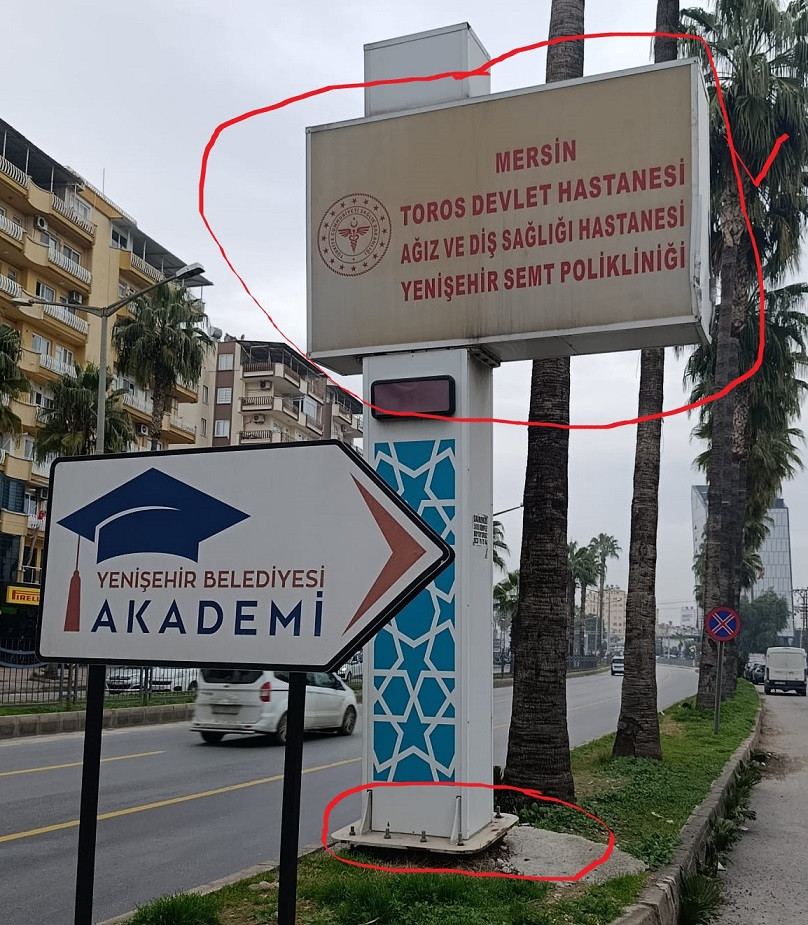 MERSİN
TOROS DEVLET HASTANESİ
AĞIZ VE DİŞ SAĞLIĞI HASTANESİ
YENİŞEHİR SEMT POLİKLİNİĞİ
YENİŞEHİR BELEDİYESİ
AKADEMİ
PIRELLI